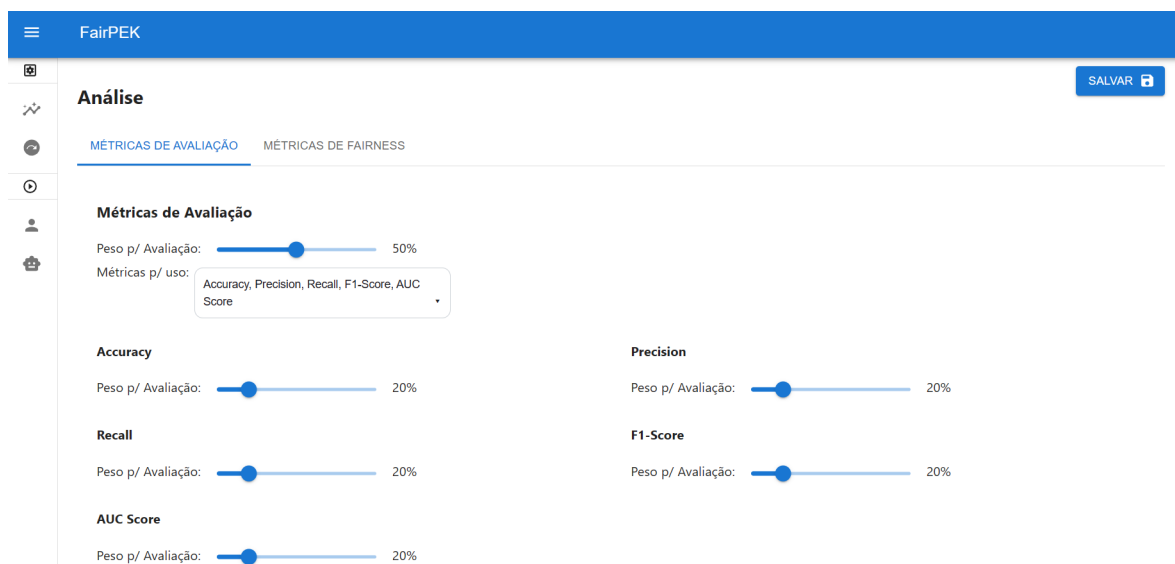 FairPEK
SALVAR
Análise
MÉTRICAS DE AVALIAÇÃO
MÉTRICAS DE FAIRNESS
Métricas de Avaliação
Peso p/ Avaliação: 50%
Métricas p/ uso:
Accuracy, Precision, Recall, F1-Score, AUC
Score
Accuracy
Peso p/ Avaliação: 20%
Precision
Peso p/ Avaliação: 20%
Recall
Peso p/ Avaliação: 20%
F1-Score
Peso p/ Avaliação: 20%
AUC Score
Peso p/ Avaliação: 20%